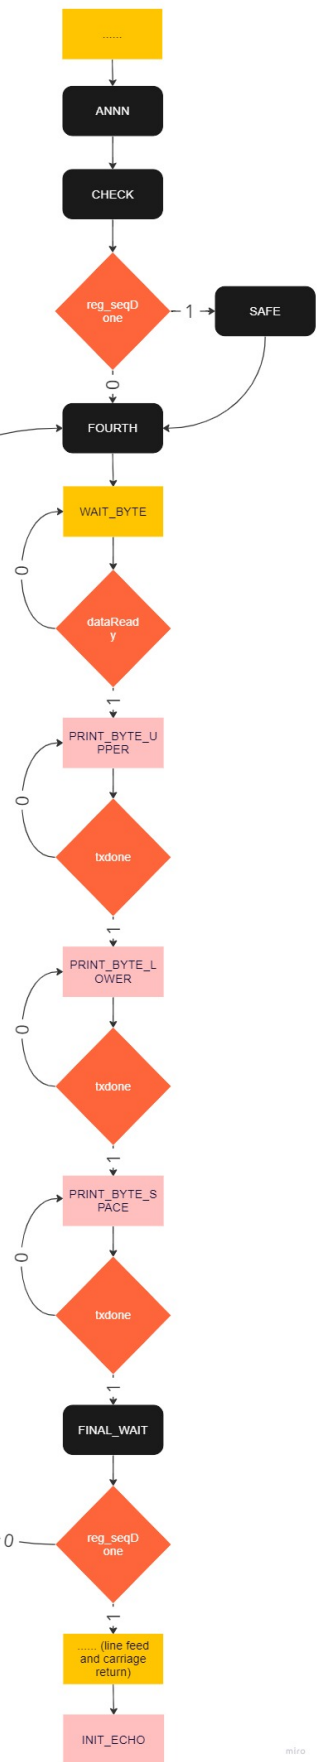 ......
ANNN
CHECK
reg_seqD
one
1
SAFE
0
FOURTH
WAIT_BYTE
0
dataRead
y
1
PRINT_BYTE_U
PPER
0
txdone
1
PRINT_BYTE_L
OWER
0
txdone
1
PRINT_BYTE_S
PACE
0
txdone
1
FINAL_WAIT
0
reg_seqD
one
1
...... (line feed
and carriage
return)
INIT_ECHO
miro